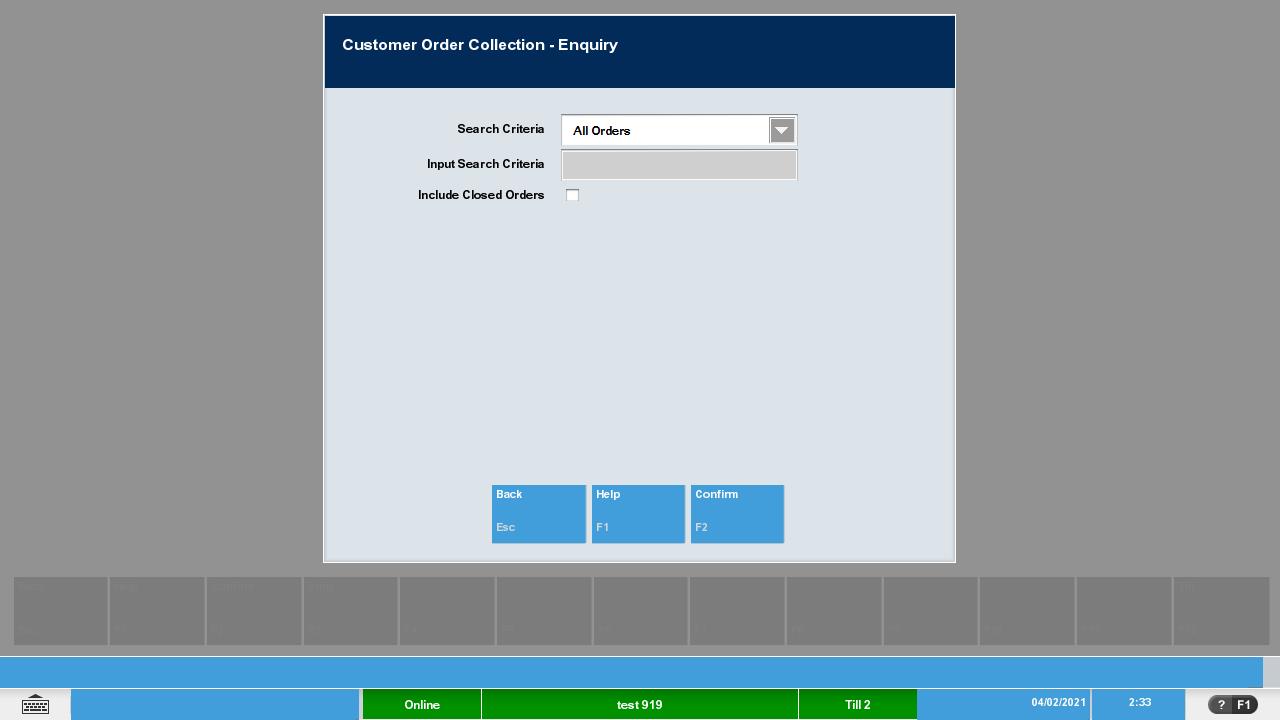 Customer Order Collection - Enquiry
Search Criteria
All Orders
Input Search Criteria
Include Closed Orders
Back
Help
Confirm
Esc
F1
F2
Online
test 919
Till 2
04/02/2021
2:33
? F1